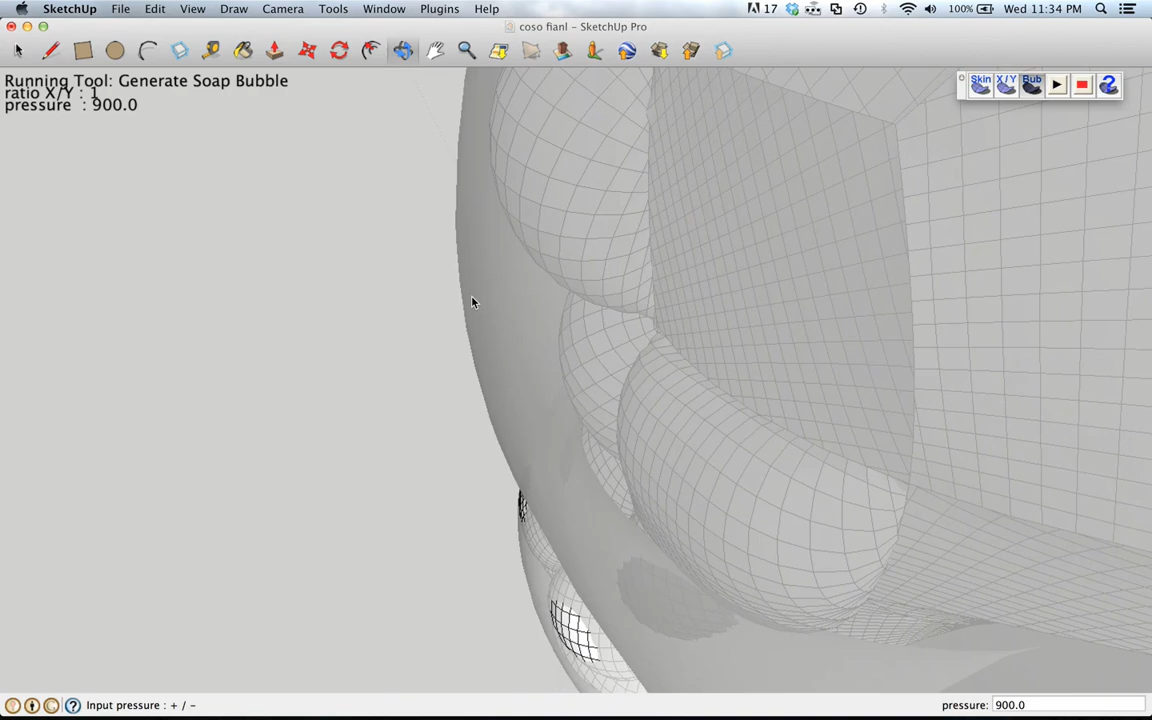 SketchUp File Edit View Draw Camera Tools Window Plugins Help 17 100% Wed 11:34 PM
coso fianl – SketchUp Pro
Running Tool: Generate Soap Bubble
ratio X/Y : 1
pressure : 900.0
Skin X/Y Bub ?
Input pressure : + / – pressure: 900.0